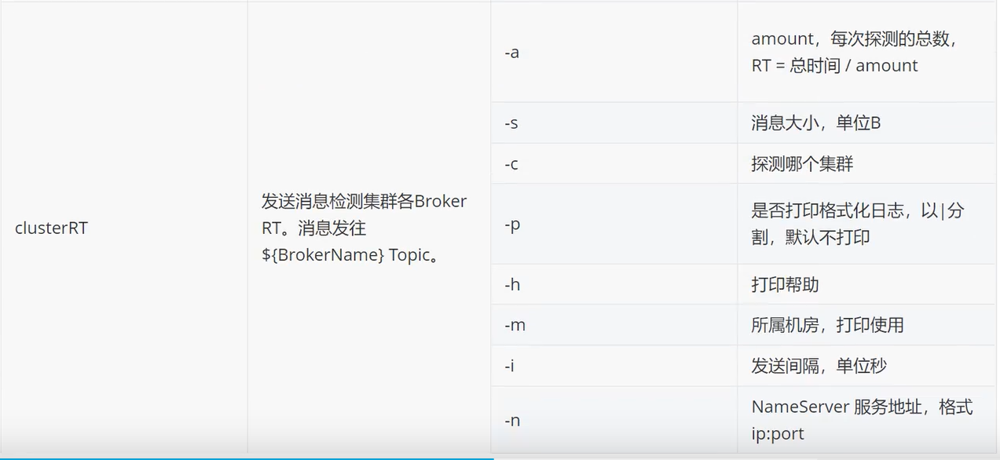 clusterRT
发送消息检测集群各Broker
RT。消息发往
${BrokerName} Topic。
-a
amount，每次探测的总数，
RT = 总时间 / amount
-s
消息大小，单位B
-c
探测哪个集群
-p
是否打印格式化日志，以|分
割，默认不打印
-h
打印帮助
-m
所属机房，打印使用
-i
发送间隔，单位秒
-n
NameServer 服务地址，格式
ip:port